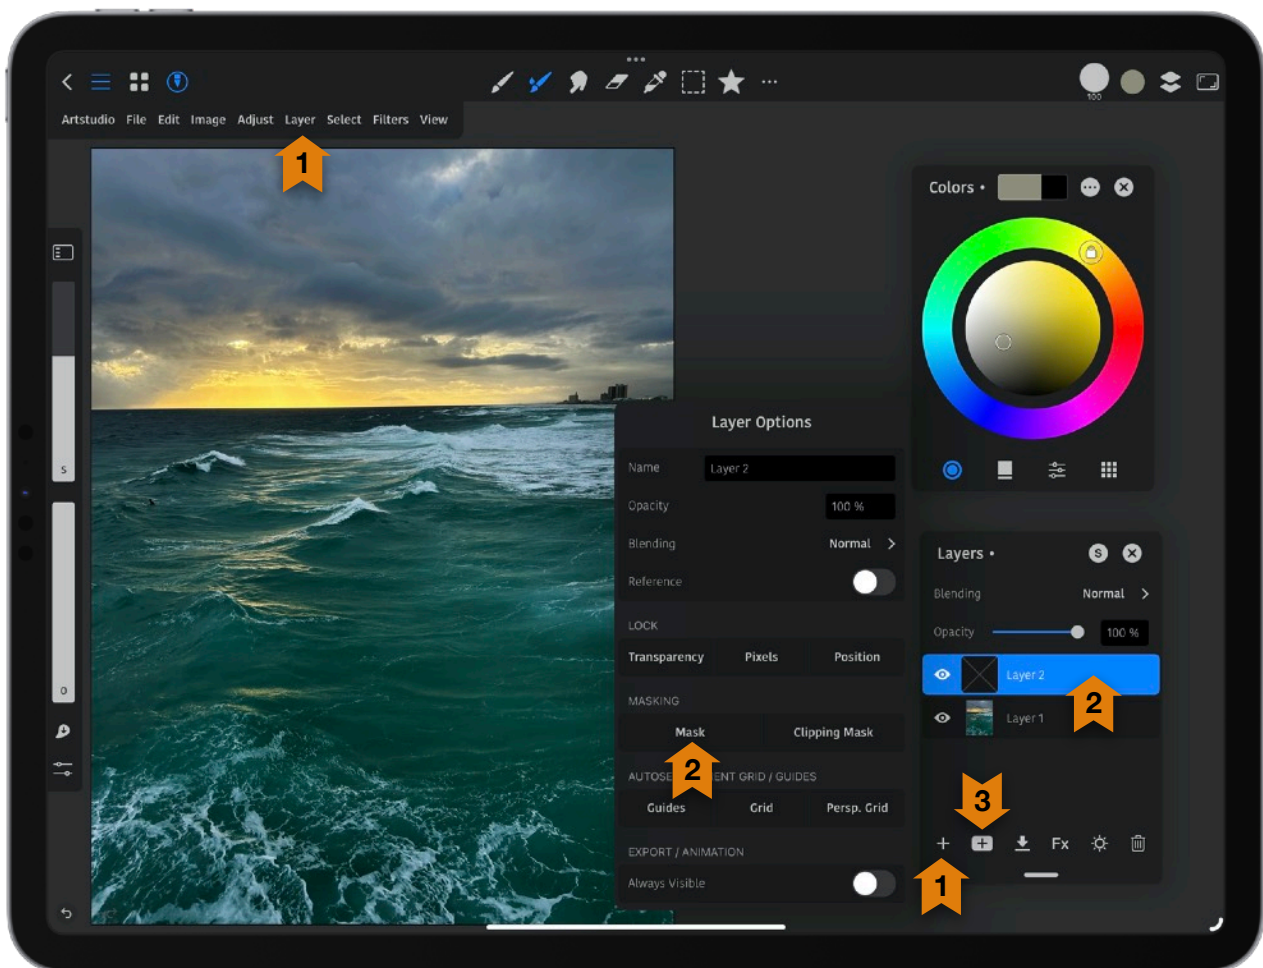 100
Artstudio File Edit Image Adjust Layer Select Filters View
1
Colors •
S
O
Layer Options
Name Layer 2
Opacity 100 %
Blending Normal >
Reference
LOCK
Transparency Pixels Position
MASKING
Mask Clipping Mask
2
AUTOSE ENT GRID / GUIDES
Guides Grid Persp. Grid
EXPORT / ANIMATION
Always Visible
Layers • S
Blending Normal >
Opacity 100 %
Layer 2
2
Layer 1
3
+ + Fx
1